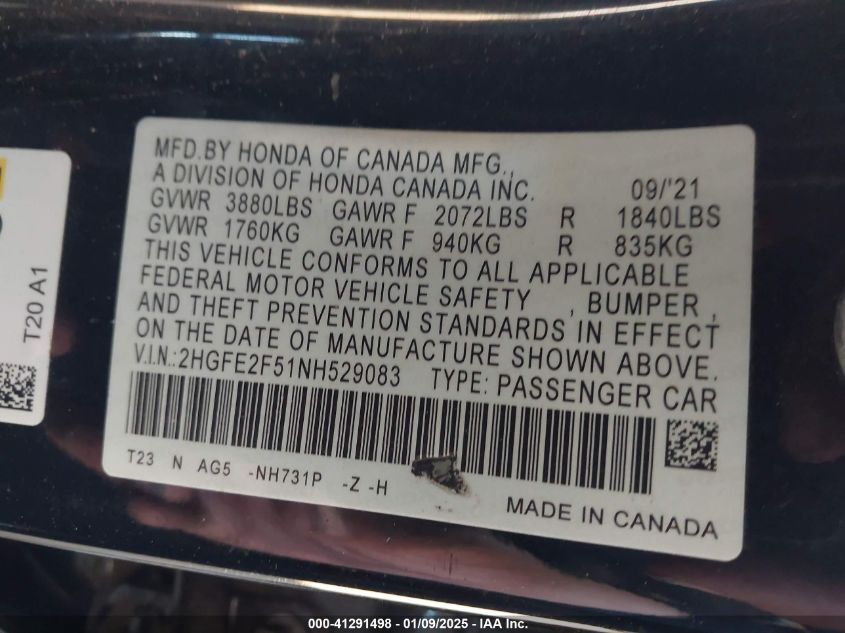 MFD.BY HONDA OF CANADA MFG.,
A DIVISION OF HONDA CANADA INC. 09/'21
GVWR 3880LBS GAWR F 2072LBS R 1840LBS
GVWR 1760KG GAWR F 940KG R 835KG
THIS VEHICLE CONFORMS TO ALL APPLICABLE
FEDERAL MOTOR VEHICLE SAFETY , BUMPER ,
AND THEFT PREVENTION STANDARDS IN EFFECT
ON THE DATE OF MANUFACTURE SHOWN ABOVE.
V.I.N.:2HGFE2F51NH529083 TYPE: PASSENGER CAR
T23 N AG5 -NH731P -Z -H
MADE IN CANADA
T20 A1
000-41291498 - 01/09/2025 - IAA Inc.